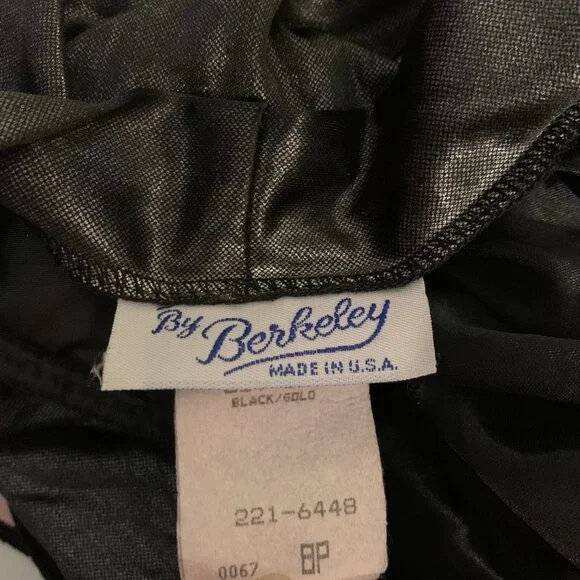 By Berkeley
MADE IN U.S.A.
BLACK/GOLD
221-6448
0067 8P